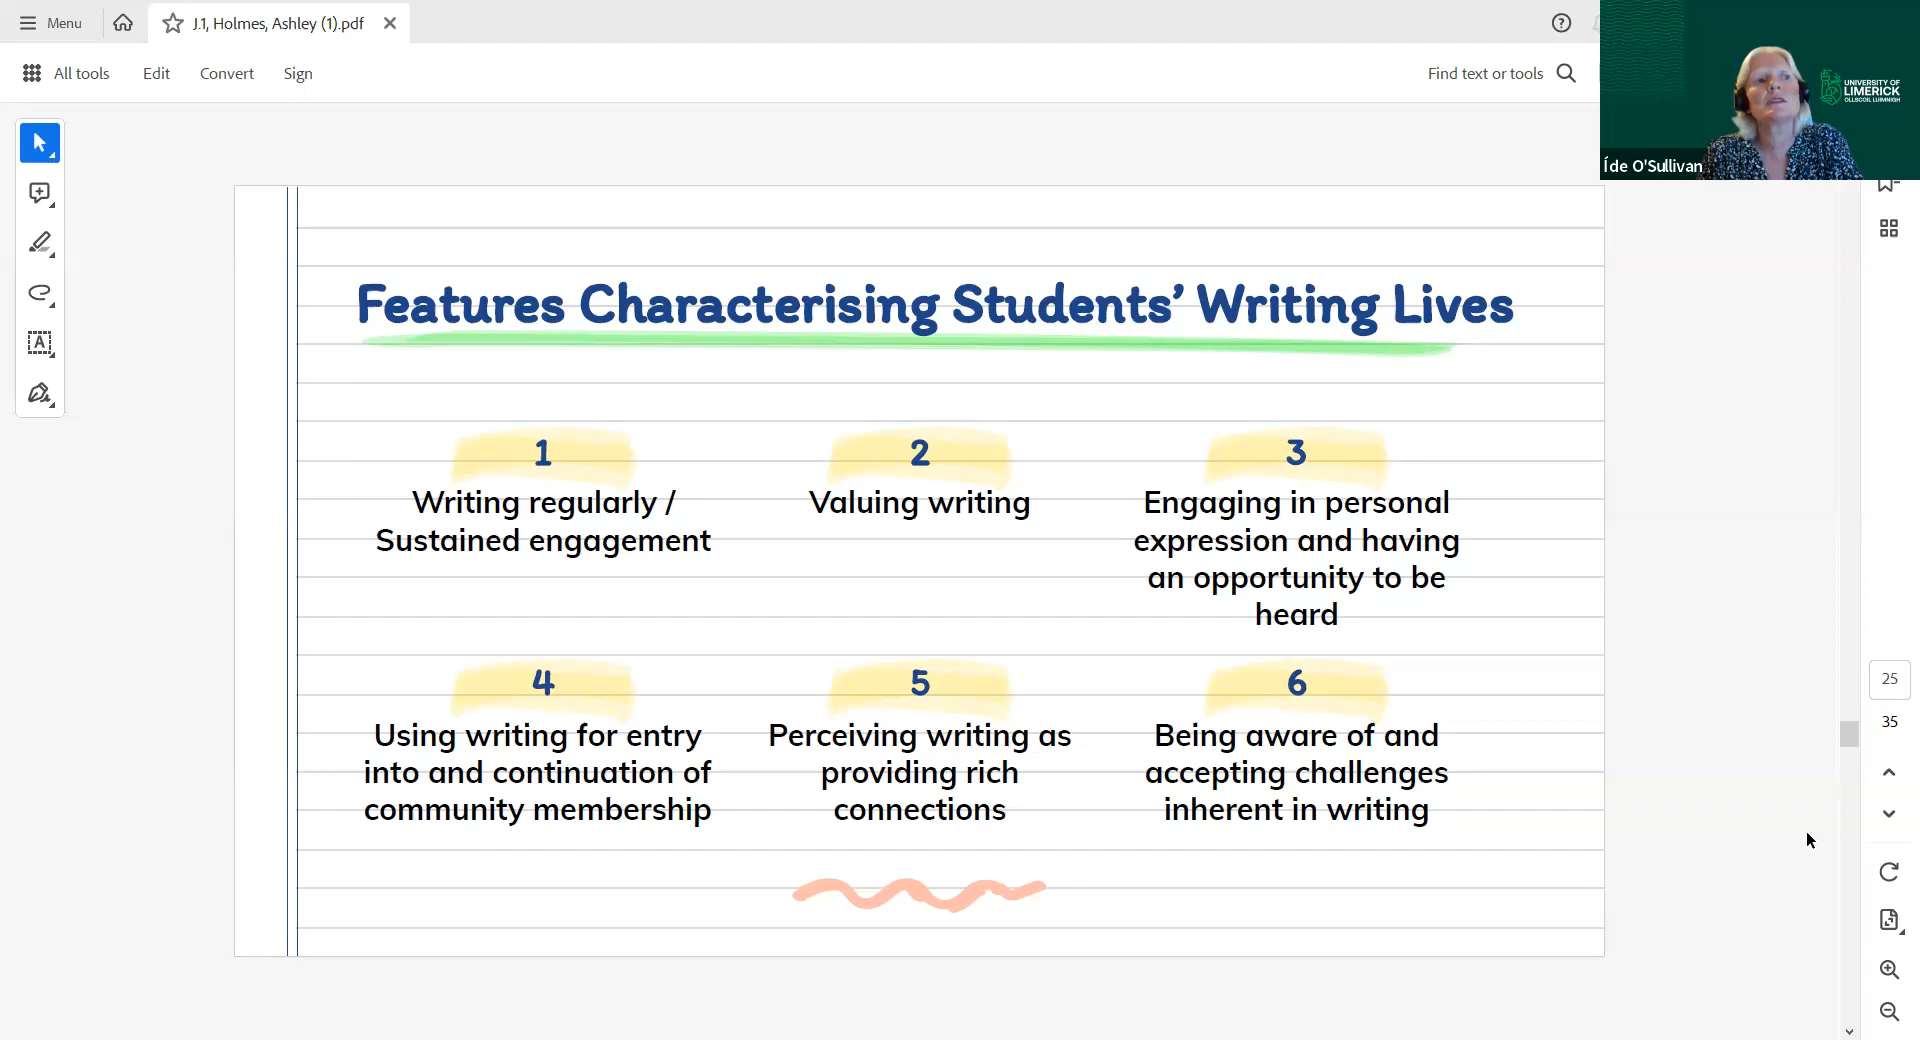 Menu
J.1, Holmes, Ashley (1).pdf
All tools
Edit
Convert
Sign
Find text or tools
UNIVERSITY OF
LIMERICK
OLLSCOIL LUIMNIGH
Íde O'Sullivan
Features Characterising Students’ Writing Lives
1
Writing regularly /
Sustained engagement
2
Valuing writing
3
Engaging in personal
expression and having
an opportunity to be
heard
4
Using writing for entry
into and continuation of
community membership
5
Perceiving writing as
providing rich
connections
6
Being aware of and
accepting challenges
inherent in writing
25
35